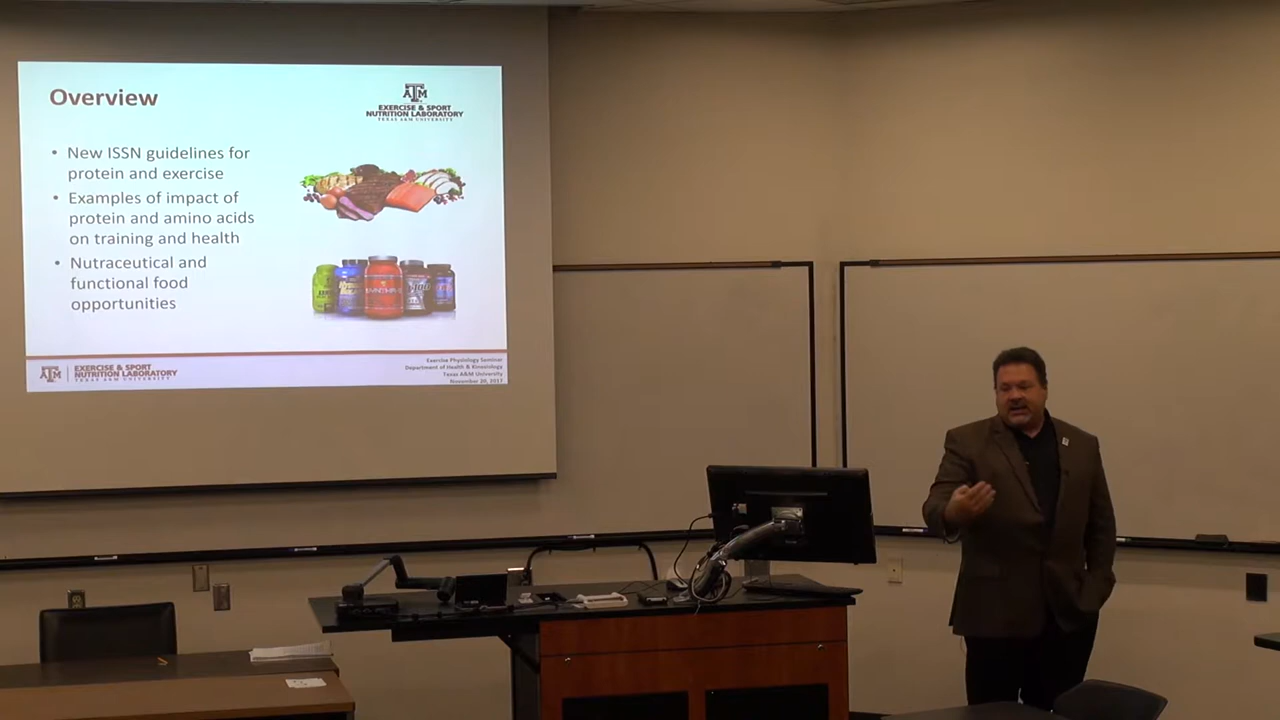 Overview
ATM
EXERCISE & SPORT
NUTRITION LABORATORY
TEXAS A&M UNIVERSITY
• New ISSN guidelines for
protein and exercise
• Examples of impact of
protein and amino acids
on training and health
• Nutraceutical and
functional food
opportunities
ATM
EXERCISE & SPORT
NUTRITION LABORATORY
TEXAS A&M UNIVERSITY
Exercise Physiology Seminar
Department of Health & Kinesiology
Texas A&M University
November 20, 2017